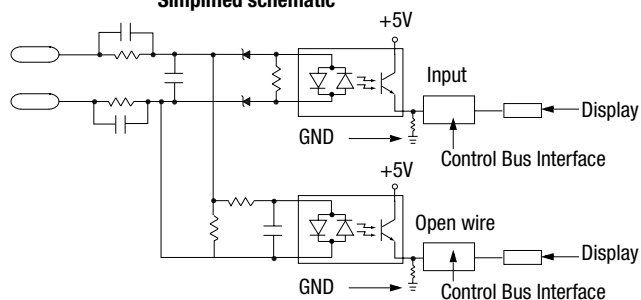 Simplified schematic
+5V
Input
Display
GND
Control Bus Interface
+5V
Open wire
Display
GND
Control Bus Interface